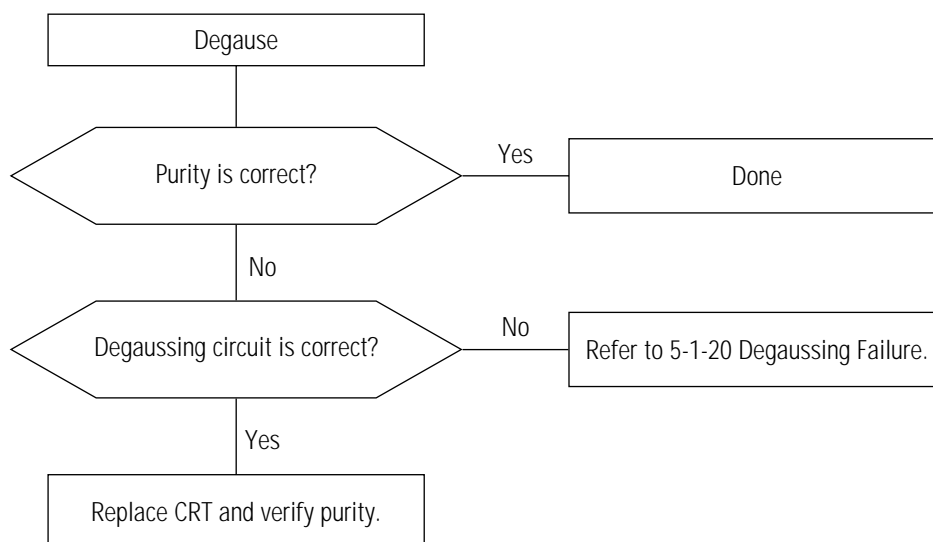 Degause
Purity is correct?
Yes
Done
No
Degaussing circuit is correct?
No
Refer to 5-1-20 Degaussing Failure.
Yes
Replace CRT and verify purity.